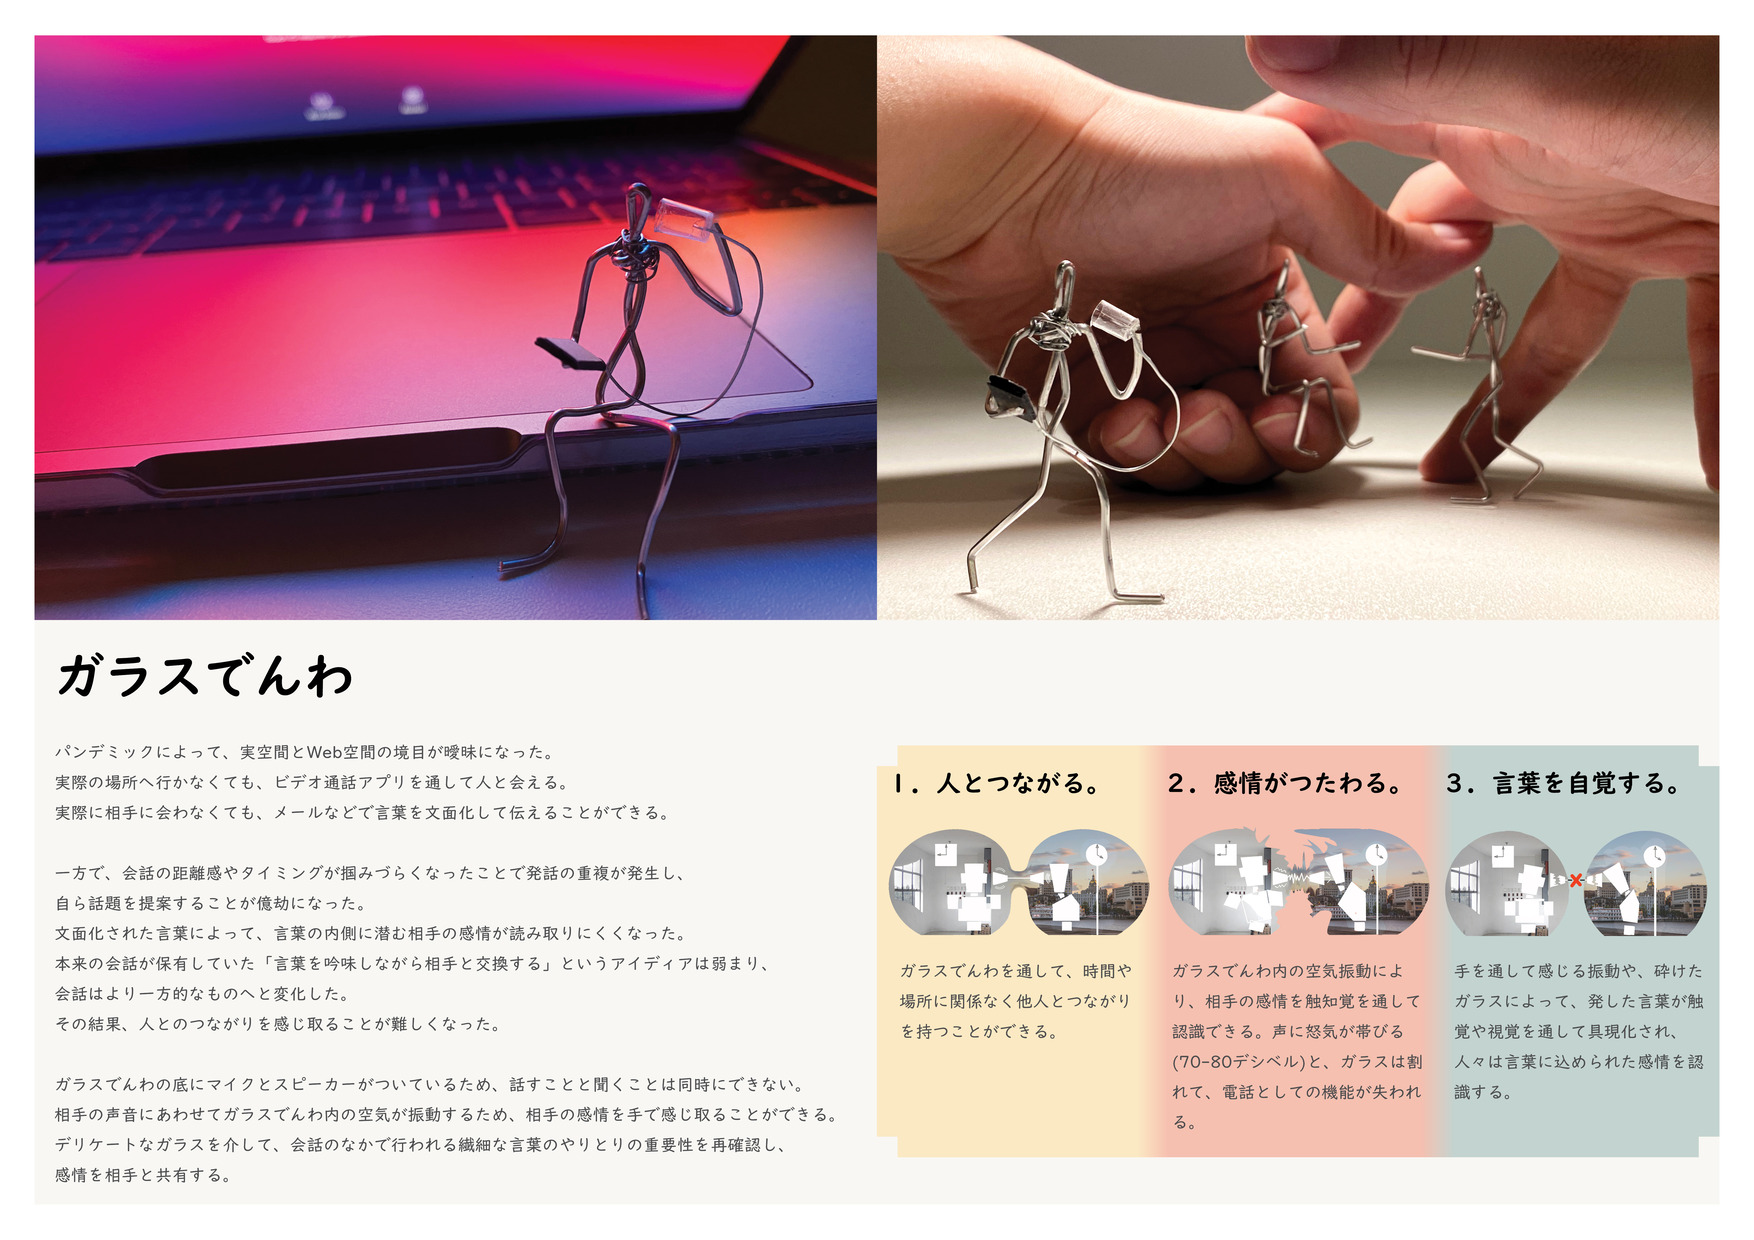 ガラスでんわ
パンデミックによって、実空間とWeb空間の境目が曖昧になった。
実際の場所へ行かなくても、ビデオ通話アプリを通して人と会える。
実際に相手に会わなくても、メールなどで言葉を文面化して伝えることができる。
一方で、会話の距離感やタイミングが掴みづらくなったことで発話の重複が発生し、
自ら話題を提案することが億劫になった。
文面化された言葉によって、言葉の内側に潜む相手の感情が読み取りにくくなった。
本来の会話が保有していた「言葉を吟味しながら相手と交換する」というアイディアは弱まり、
会話はより一方的なものへと変化した。
その結果、人とのつながりを感じ取ることが難しくなった。
ガラスでんわの底にマイクとスピーカーがついているため、話すことと聞くことは同時にできない。
相手の声音にあわせてガラスでんわ内の空気が振動するため、相手の感情を手で感じ取ることができる。
デリケートなガラスを介して、会話のなかで行われる繊細な言葉のやりとりの重要性を再確認し、
感情を相手と共有する。
1．人とつながる。
ガラスでんわを通して、時間や
場所に関係なく他人とつながり
を持つことができる。
2．感情がつたわる。
ガラスでんわ内の空気振動によ
り、相手の感情を触知覚を通して
認識できる。声に怒気が帯びる
(70-80デシベル)と、ガラスは割
れて、電話としての機能が失われ
る。
3．言葉を自覚する。
手を通して感じる振動や、砕けた
ガラスによって、発した言葉が触
覚や視覚を通して具現化され、
人々は言葉に込められた感情を認
識する。